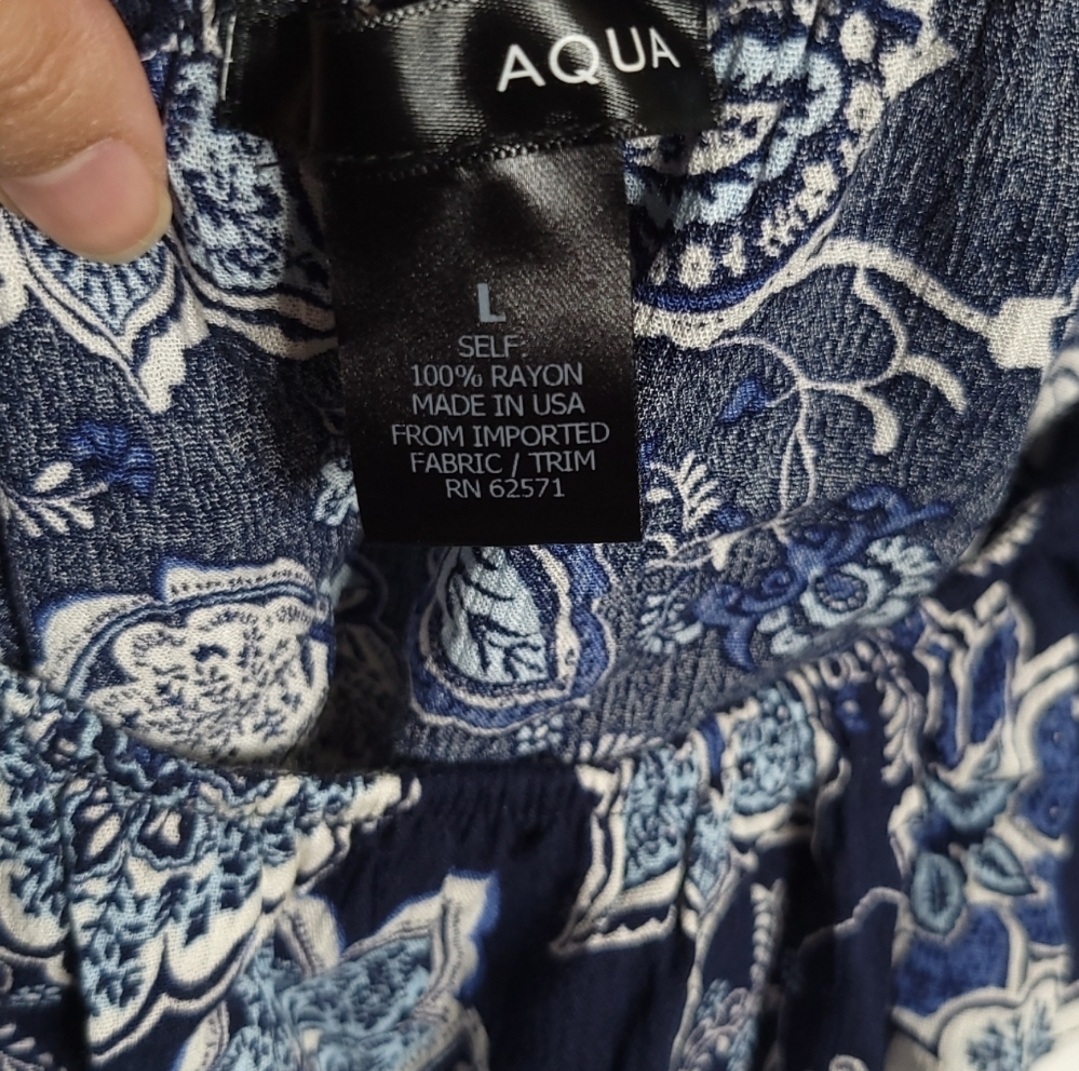 AQUA
L
SELF:
100% RAYON
MADE IN USA
FROM IMPORTED
FABRIC / TRIM
RN 62571